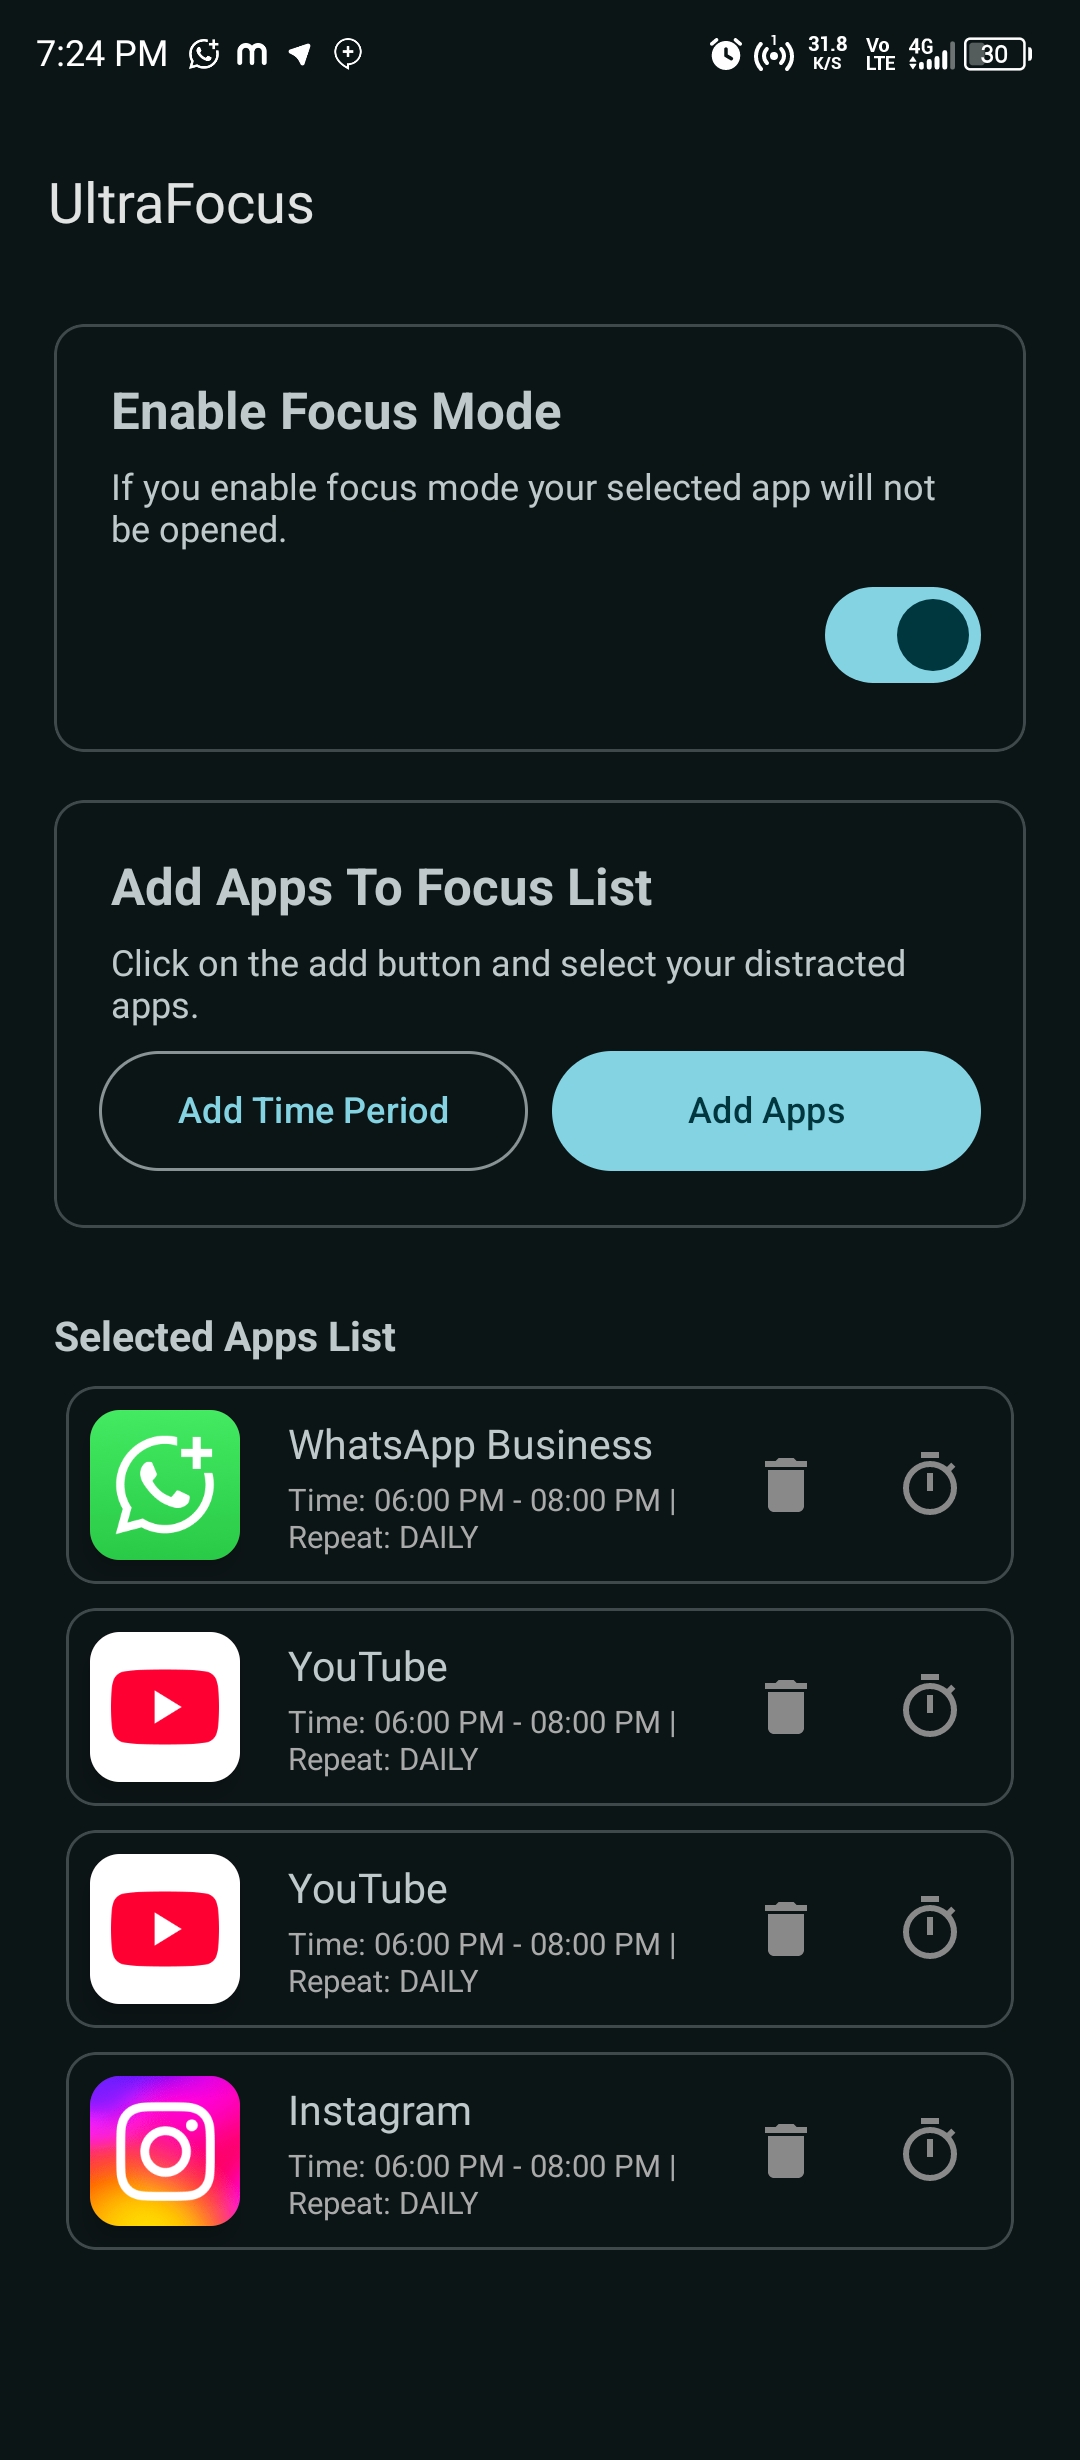 7:24 PM 1 31.8 K/S Vo LTE 4G 30
UltraFocus
Enable Focus Mode
If you enable focus mode your selected app will not
be opened.
Add Apps To Focus List
Click on the add button and select your distracted
apps.
Add Time Period Add Apps
Selected Apps List
WhatsApp Business
Time: 06:00 PM - 08:00 PM |
Repeat: DAILY
YouTube
Time: 06:00 PM - 08:00 PM |
Repeat: DAILY
YouTube
Time: 06:00 PM - 08:00 PM |
Repeat: DAILY
Instagram
Time: 06:00 PM - 08:00 PM |
Repeat: DAILY